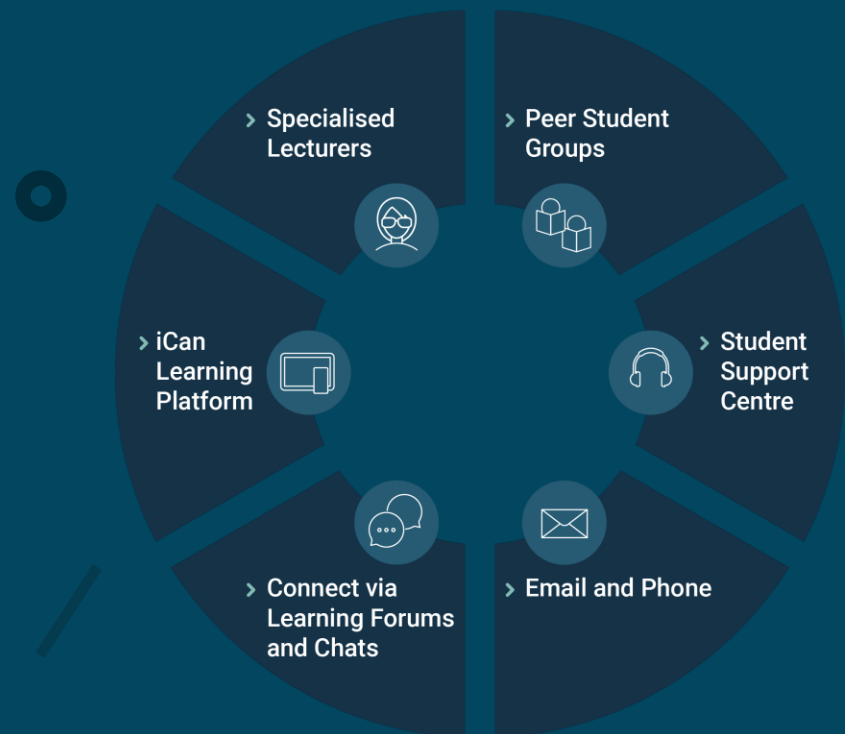 Specialised
Lecturers
Peer Student
Groups
iCan
Learning
Platform
Student
Support
Centre
Connect via
Learning Forums
and Chats
Email and Phone